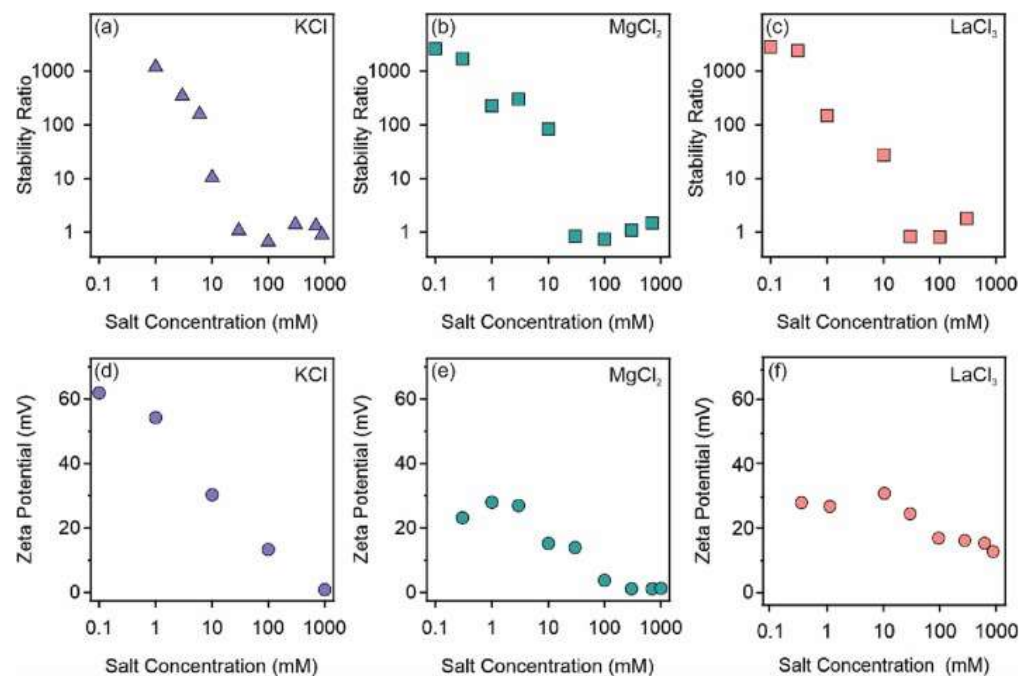 (a) KCl
Stability Ratio
1000
100
10
1
0.1 1 10 100 1000
Salt Concentration (mM)
(b) MgCl₂
Stability Ratio
1000
100
10
1
0.1 1 10 100 1000
Salt Concentration (mM)
(c) LaCl₃
Stability Ratio
1000
100
10
1
0.1 1 10 100 1000
Salt Concentration (mM)
(d) KCl
Zeta Potential (mV)
60
40
20
0
0.1 1 10 100 1000
Salt Concentration (mM)
(e) MgCl₂
Zeta Potential (mV)
60
40
20
0
0.1 1 10 100 1000
Salt Concentration (mM)
(f) LaCl₃
Zeta Potential (mV)
60
40
20
0
0.1 1 10 100 1000
Salt Concentration (mM)